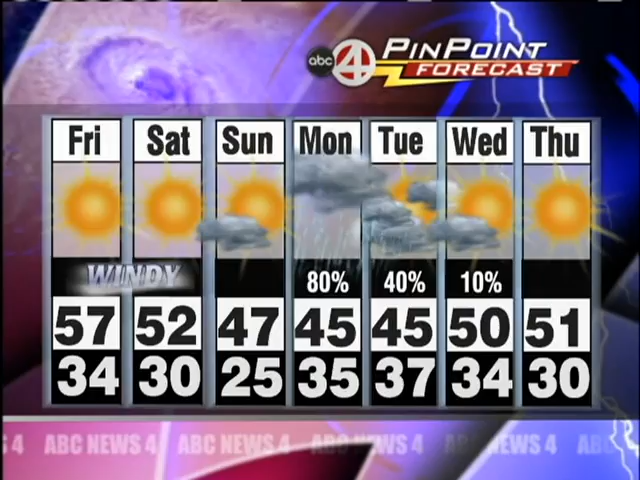 abc 4 PINPOINT
FORECAST
Fri Sat Sun Mon Tue Wed Thu
WINDY
80% 40% 10%
57 52 47 45 45 50 51
34 30 25 35 37 34 30
4 ABC NEWS 4 ABC NEWS 4 ABC NEWS 4 ABC NEWS 4 ABC